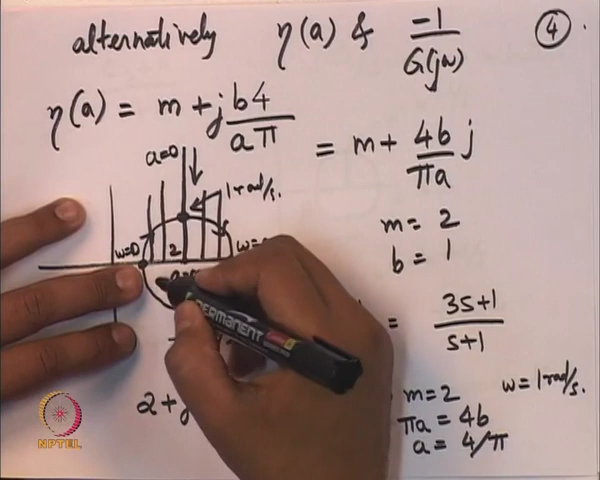 alternatively η(a) & -1/G(jω) 4
η(a) = m + j b4/aπ = m + 4b/πa j
a=0
1 rad/s.
m = 2
b = 1
ω=0 2 ω=
= 3s+1/s+1
2+j
m=2 ω=1 rad/s.
πa = 4b
a = 4/π
PERMANENT
NPTEL